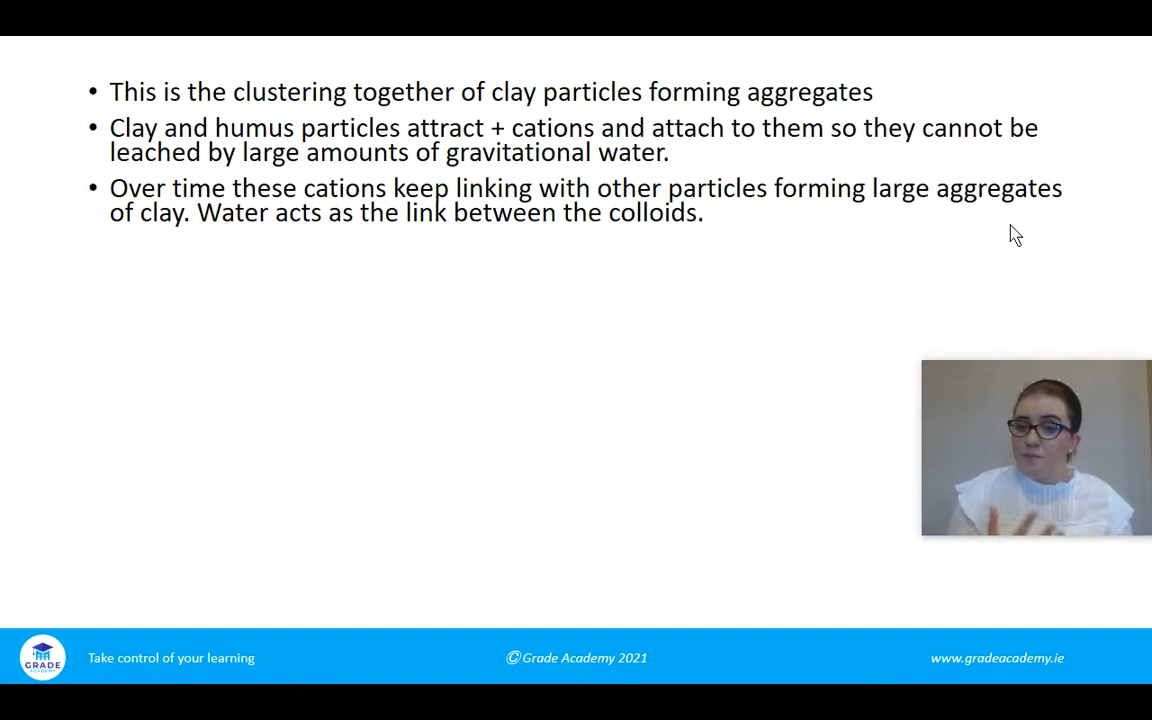 • This is the clustering together of clay particles forming aggregates
• Clay and humus particles attract + cations and attach to them so they cannot be
leached by large amounts of gravitational water.
• Over time these cations keep linking with other particles forming large aggregates
of clay. Water acts as the link between the colloids.
GRADE
ACADEMY
Take control of your learning
©Grade Academy 2021
www.gradeacademy.ie